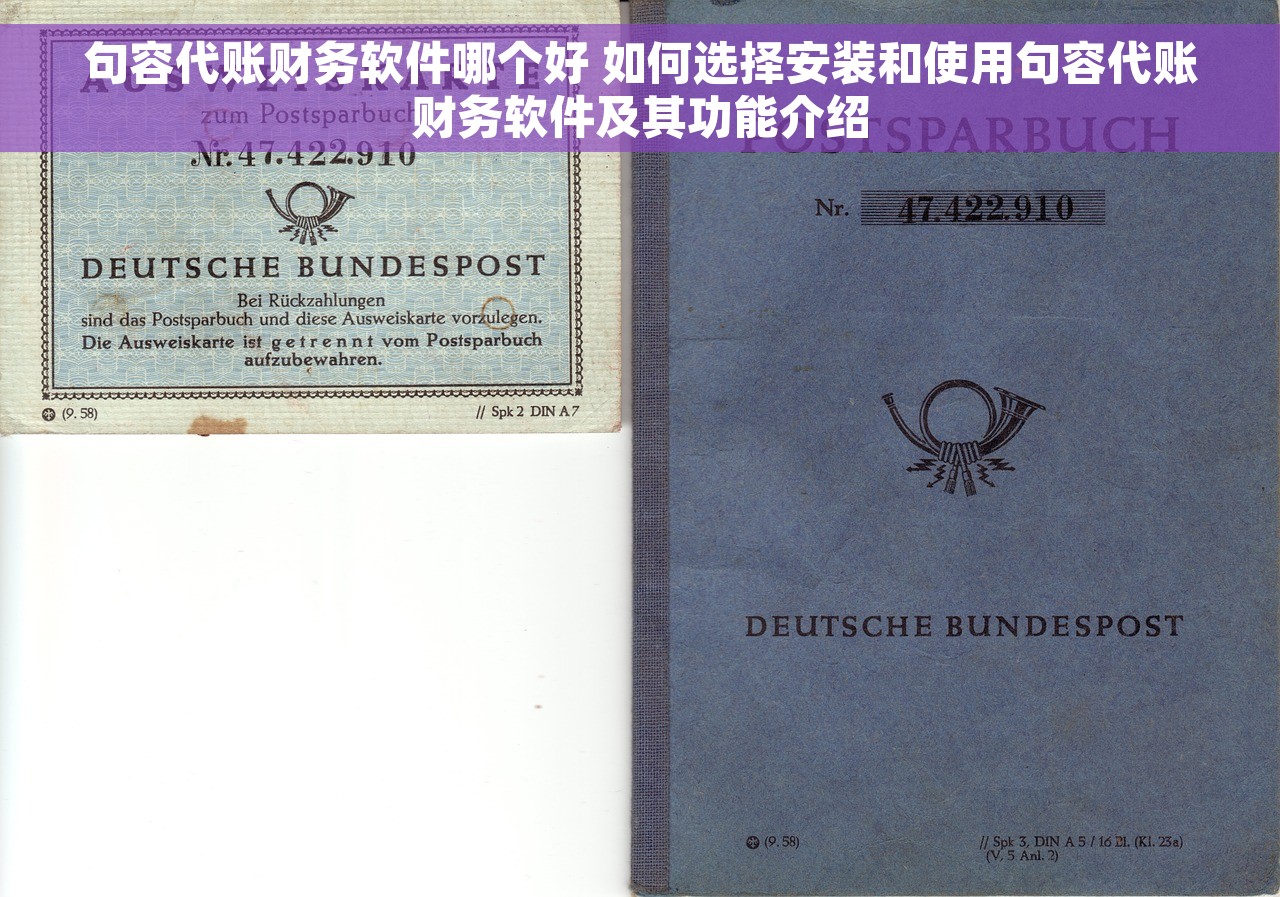 句容代账财务软件哪个好 如何选择安装和使用句容代账
财务软件及其功能介绍
AUSWEISKARTE
zum Postsparbuch
Nr. 47.422.910
DEUTSCHE BUNDESPOST
Bei Rückzahlungen
sind das Postsparbuch und diese Ausweiskarte vorzulegen.
Die Ausweiskarte ist getrennt vom Postsparbuch
aufzubewahren.
(9. 58)
// Spk 2 DIN A 7
POSTSPARBUCH
Nr. 47.422.910
DEUTSCHE BUNDESPOST
(9. 58)
// Spk 3, DIN A 5 / 16 Bl. (Kl. 23a)
(V, 5 Anl. 2)